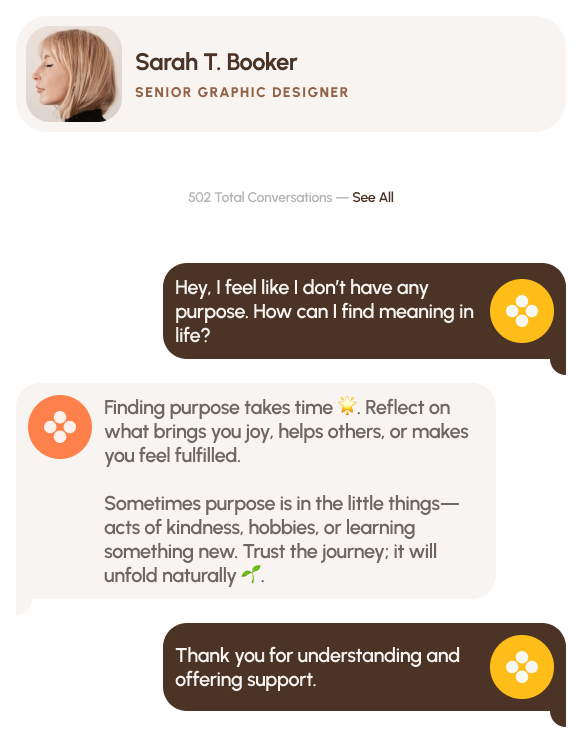 Sarah T. Booker
SENIOR GRAPHIC DESIGNER
502 Total Conversations — See All
Hey, I feel like I don't have any
purpose. How can I find meaning in
life?
Finding purpose takes time 🌟. Reflect on
what brings you joy, helps others, or makes
you feel fulfilled.
Sometimes purpose is in the little things—
acts of kindness, hobbies, or learning
something new. Trust the journey; it will
unfold naturally 🌱.
Thank you for understanding and
offering support.